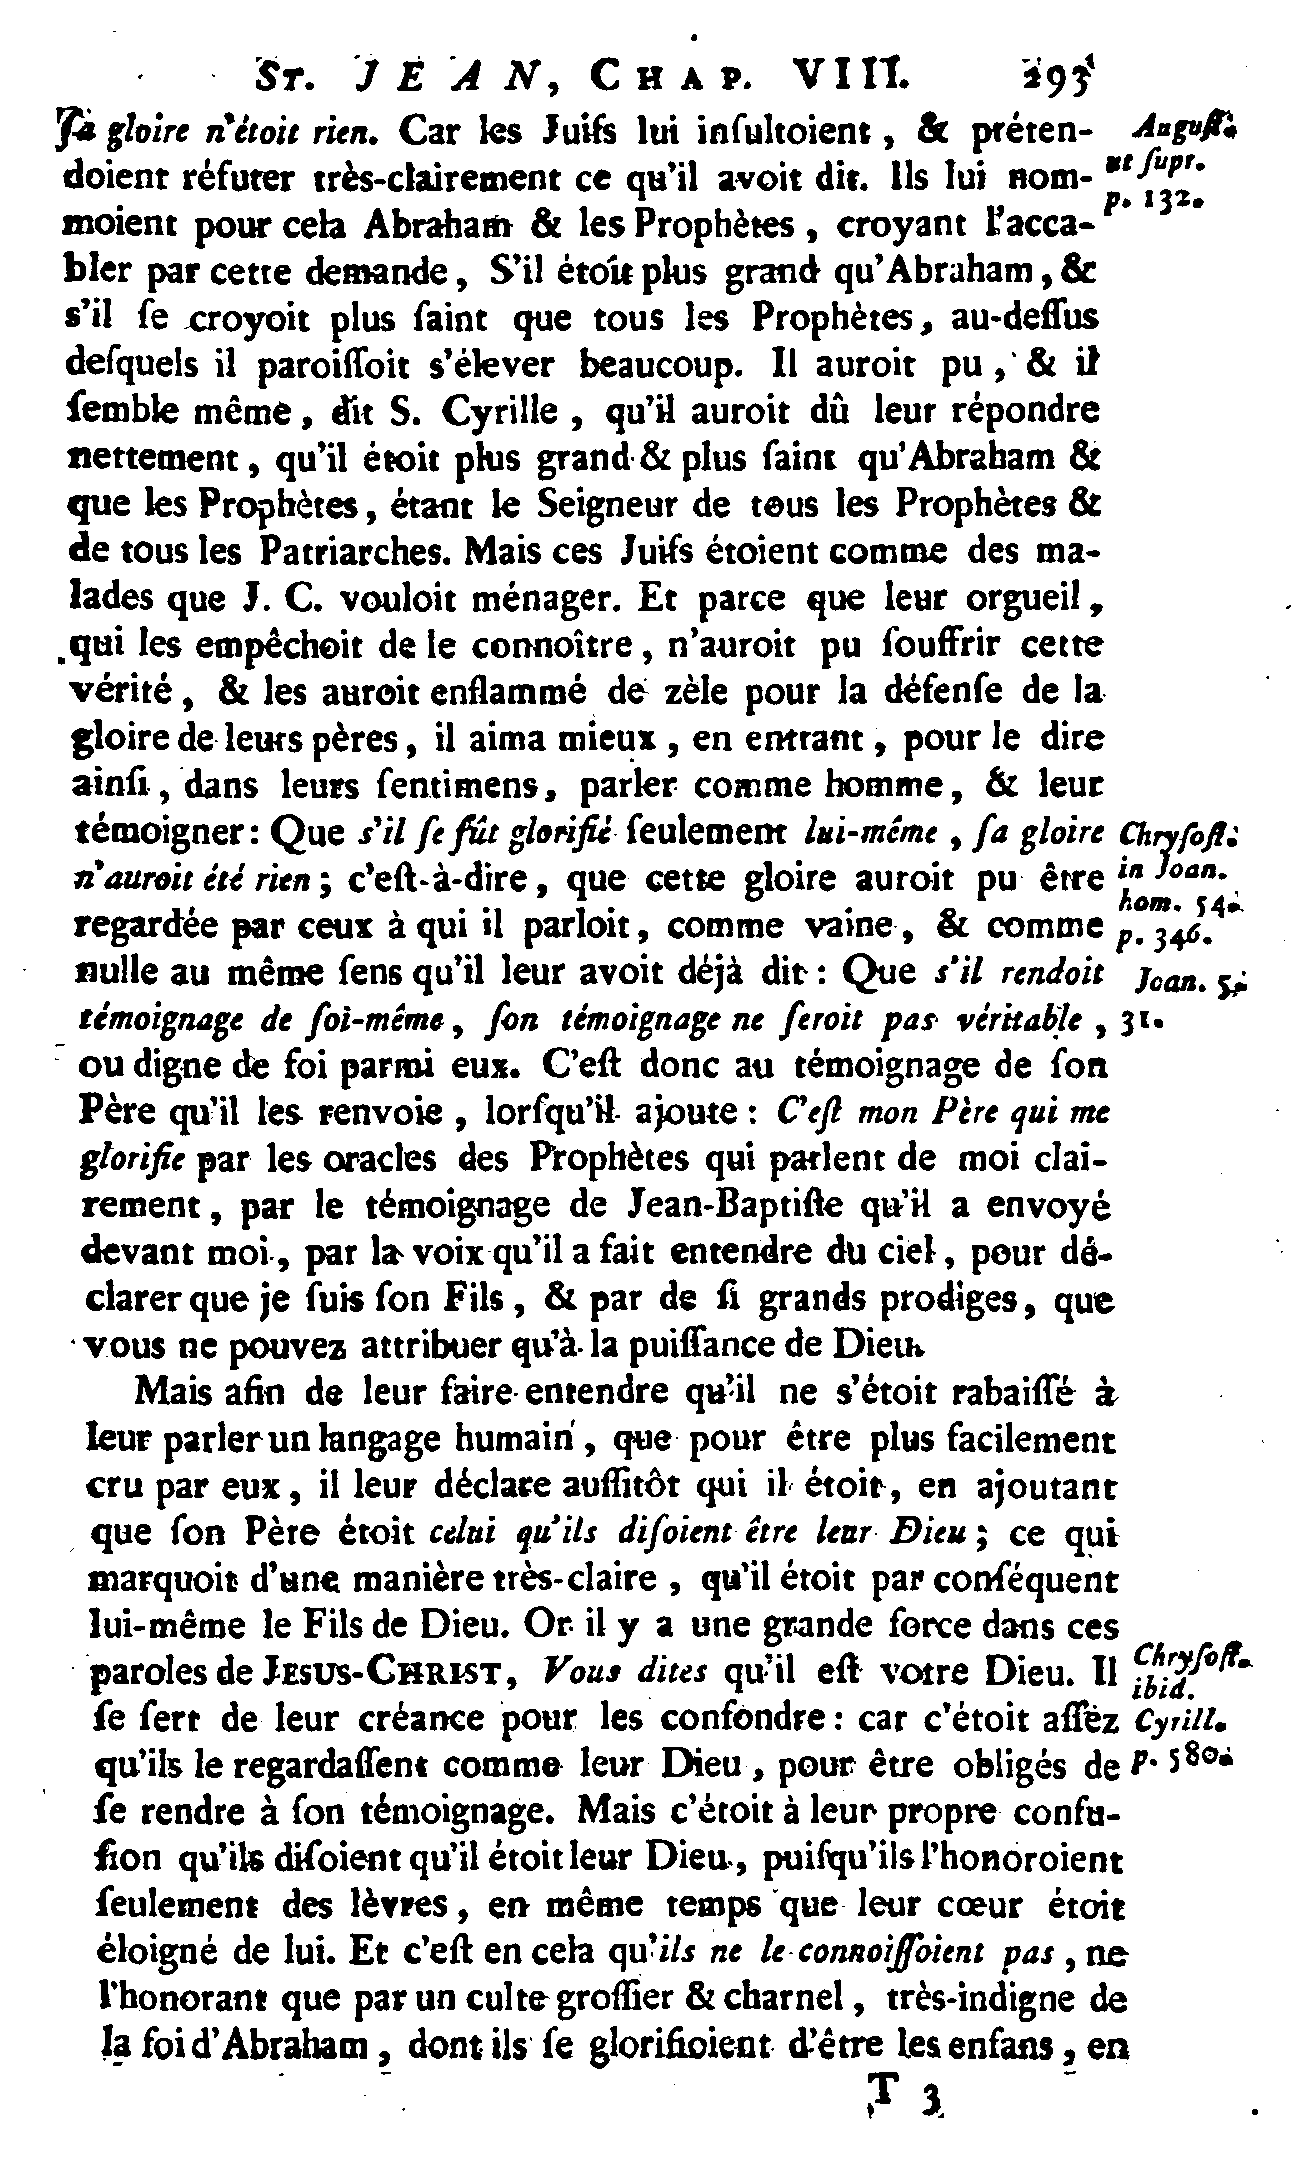 ST. JEAN, CHAP. VIII. 293
ſa gloire n'étoit rien. Car les Juifs lui inſultoient, & préten-
Auguſt.
doient réfuter très-clairement ce qu'il avoit dit. Ils lui nom-
ut ſupr.
moient pour cela Abraham & les Prophètes, croyant l'acca-
p. 132.
bler par cette demande, S'il étoit plus grand qu'Abraham, &
s'il ſe croyoit plus ſaint que tous les Prophètes, au-deſſus
deſquels il paroiſſoit s'élever beaucoup. Il auroit pu, & il
ſemble même, dit S. Cyrille, qu'il auroit dû leur répondre
nettement, qu'il étoit plus grand & plus ſaint qu'Abraham &
que les Prophètes, étant le Seigneur de tous les Prophètes &
de tous les Patriarches. Mais ces Juifs étoient comme des ma-
lades que J. C. vouloit ménager. Et parce que leur orgueil,
qui les empêchoit de le connoître, n'auroit pu ſouffrir cette
vérité, & les auroit enflammé de zèle pour la défenſe de la
gloire de leurs pères, il aima mieux, en entrant, pour le dire
ainſi, dans leurs ſentimens, parler comme homme, & leur
témoigner: Que s'il ſe fût glorifié ſeulement lui-même, ſa gloire
Chryſoſt.
n'auroit été rien; c'eſt-à-dire, que cette gloire auroit pu être
in Joan.
hom. 54.
regardée par ceux à qui il parloit, comme vaine, & comme
p. 346.
nulle au même ſens qu'il leur avoit déjà dit: Que s'il rendoit
Joan. 5.
témoignage de ſoi-même, ſon témoignage ne ſeroit pas véritable,
31.
ou digne de foi parmi eux. C'eſt donc au témoignage de ſon
Père qu'il les renvoie, lorſqu'il ajoute: C'eſt mon Père qui me
glorifie par les oracles des Prophètes qui parlent de moi clai-
rement, par le témoignage de Jean-Baptiſte qu'il a envoyé
devant moi, par la voix qu'il a fait entendre du ciel, pour dé-
clarer que je ſuis ſon Fils, & par de ſi grands prodiges, que
vous ne pouvez attribuer qu'à la puiſſance de Dieu.
Mais afin de leur faire entendre qu'il ne s'étoit rabaiſſé à
leur parler un langage humain, que pour être plus facilement
cru par eux, il leur déclare auſſitôt qui il étoit, en ajoutant
que ſon Père étoit celui qu'ils diſoient être leur Dieu; ce qui
marquoit d'une manière très-claire, qu'il étoit par conſéquent
lui-même le Fils de Dieu. Or il y a une grande force dans ces
paroles de JESUS-CHRIST, Vous dites qu'il eſt votre Dieu. Il
Chryſoſt.
ibid.
ſe ſert de leur créance pour les confondre: car c'étoit aſſez
Cyrill.
qu'ils le regardaſſent comme leur Dieu, pour être obligés de
p. 580.
ſe rendre à ſon témoignage. Mais c'étoit à leur propre confu-
ſion qu'ils diſoient qu'il étoit leur Dieu, puiſqu'ils l'honoroient
ſeulement des lèvres, en même temps que leur cœur étoit
éloigné de lui. Et c'eſt en cela qu'ils ne le connoiſſoient pas, ne
l'honorant que par un culte groſſier & charnel, très-indigne de
la foi d'Abraham, dont ils ſe glorifioient d'être les enfans, en
T 3